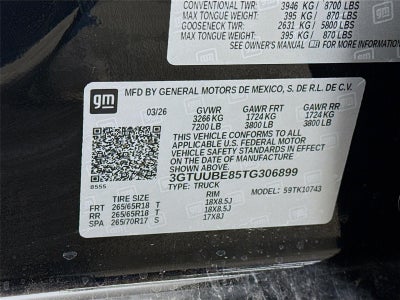 CONV TRAILERING 3946 KG / 8700 LBS
MAX TONGUE WEIGHT: 395 KG / 870 LBS
GOOSENECK TWR: 2631 KG / 5800 LBS
MAX TONGUE WEIGHT: 395 KG / 870 LBS
SEE OWNER'S MANUAL FOR MORE INFORMATION
gm
MFD BY GENERAL MOTORS DE MEXICO, S. DE R.L. DE C.V.
03/26 GVWR GAWR FRT GAWR RR
3266 KG 1724 KG 1724 KG
7200 LB 3800 LB 3800 LB
THIS VEHICLE CONFORMS TO ALL
APPLICABLE U.S. FEDERAL MOTOR
VEHICLE SAFETY STANDARDS IN
EFFECT ON THE DATE OF MANUFACTURE
SHOWN ABOVE.
3GTUUBE85TG306899
8555 TYPE: TRUCK MODEL: 59TK10743
TIRE SIZE RIM
FRT 265/65R18 T 18X8.5J
RR 265/65R18 T 18X8.5J
SPA 265/70R17 S 17X8J